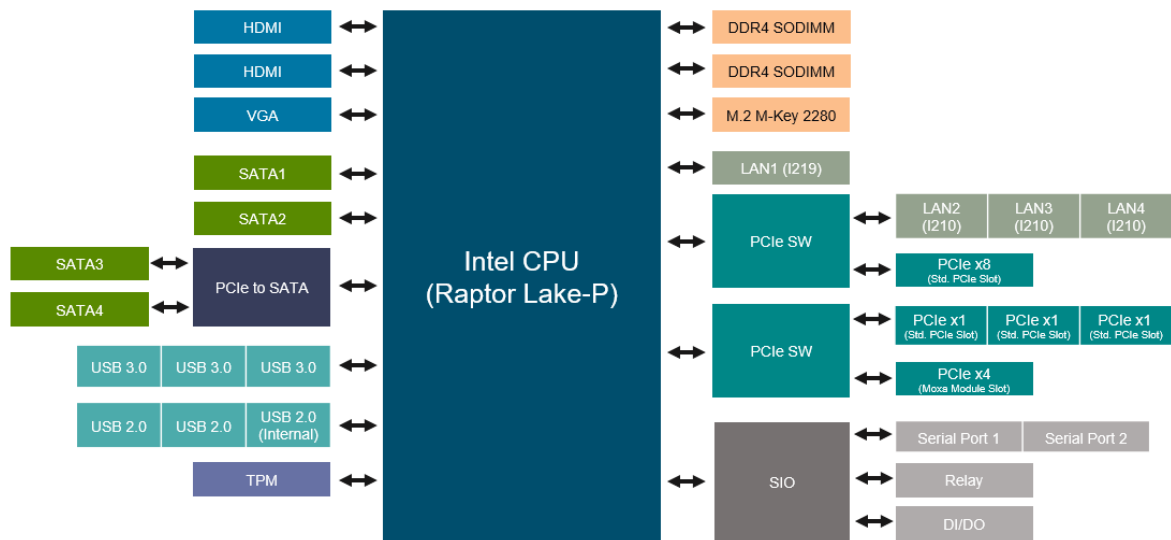 HDMI
HDMI
VGA
SATA1
SATA2
SATA3
SATA4
PCIe to SATA
USB 3.0 USB 3.0 USB 3.0
USB 2.0 USB 2.0 USB 2.0
(Internal)
TPM
Intel CPU
(Raptor Lake-P)
DDR4 SODIMM
DDR4 SODIMM
M.2 M-Key 2280
LAN1 (I219)
PCIe SW
LAN2 LAN3 LAN4
(I210) (I210) (I210)
PCIe x8
(Std. PCIe Slot)
PCIe SW
PCIe x1 PCIe x1 PCIe x1
(Std. PCIe Slot) (Std. PCIe Slot) (Std. PCIe Slot)
PCIe x4
(Moxa Module Slot)
SIO
Serial Port 1 Serial Port 2
Relay
DI/DO